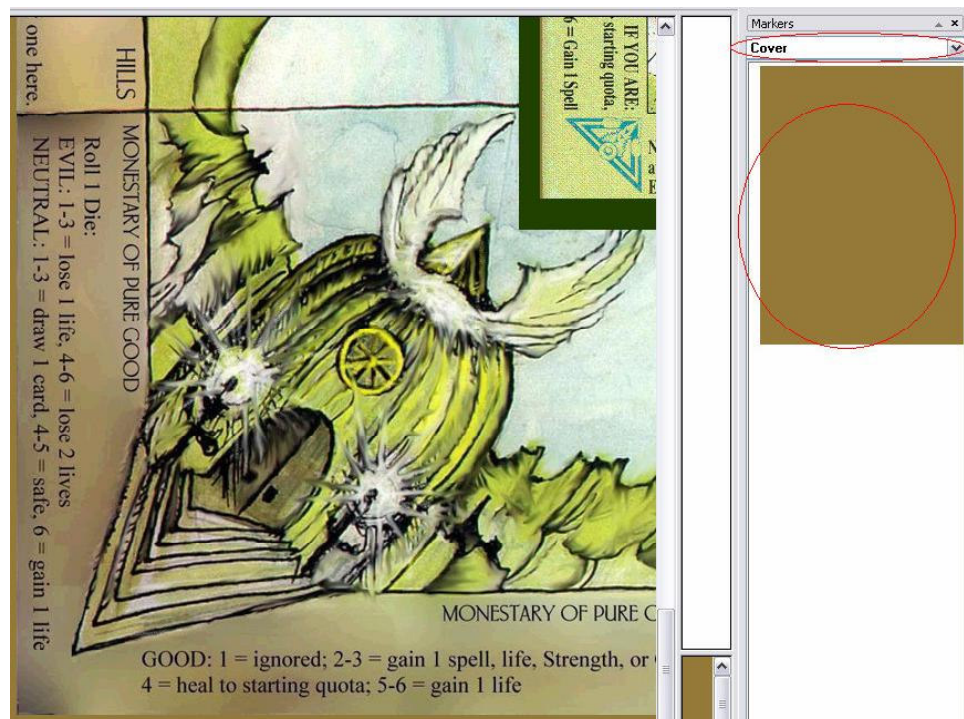 Markers
Cover
IF YOU ARE:
starting quota,
6 = Gain 1 Spell
HILLS
one here.
MONESTARY OF PURE GOOD
Roll 1 Die:
EVIL: 1-3 = lose 1 life, 4-6 = lose 2 lives
NEUTRAL: 1-3 = draw 1 card, 4-5 = safe, 6 = gain 1 life
MONESTARY OF PURE
GOOD: 1 = ignored; 2-3 = gain 1 spell, life, Strength, or
4 = heal to starting quota; 5-6 = gain 1 life